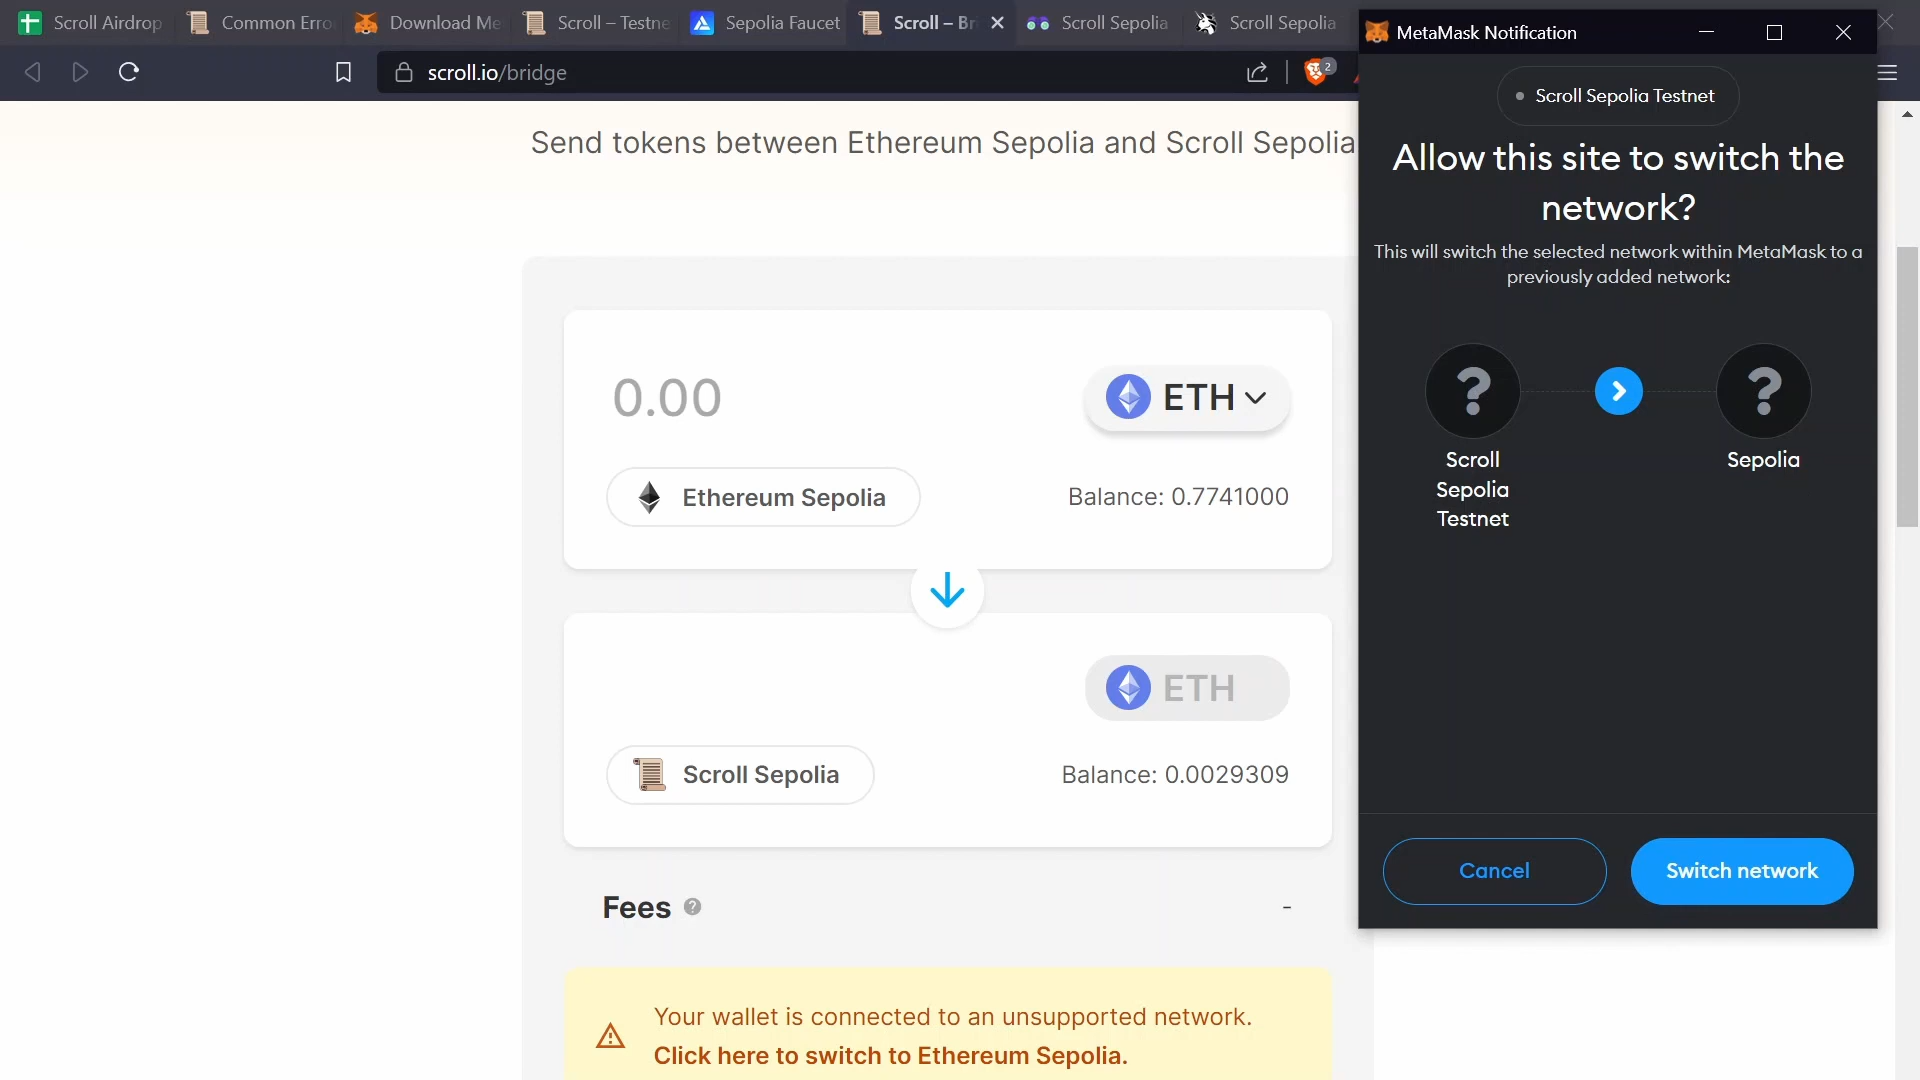 Scroll Airdrop
Common Erro
Download Me
Scroll – Testne
Sepolia Faucet
Scroll – Bri
Scroll Sepolia
Scroll Sepolia
MetaMask Notification
scroll.io/bridge
2
Scroll Sepolia Testnet
Send tokens between Ethereum Sepolia and Scroll Sepolia
Allow this site to switch the
network?
This will switch the selected network within MetaMask to a
previously added network:
0.00
ETH
Ethereum Sepolia
Balance: 0.7741000
?
?
Scroll
Sepolia
Testnet
Sepolia
ETH
Scroll Sepolia
Balance: 0.0029309
Cancel
Switch network
Fees ?
-
Your wallet is connected to an unsupported network.
Click here to switch to Ethereum Sepolia.